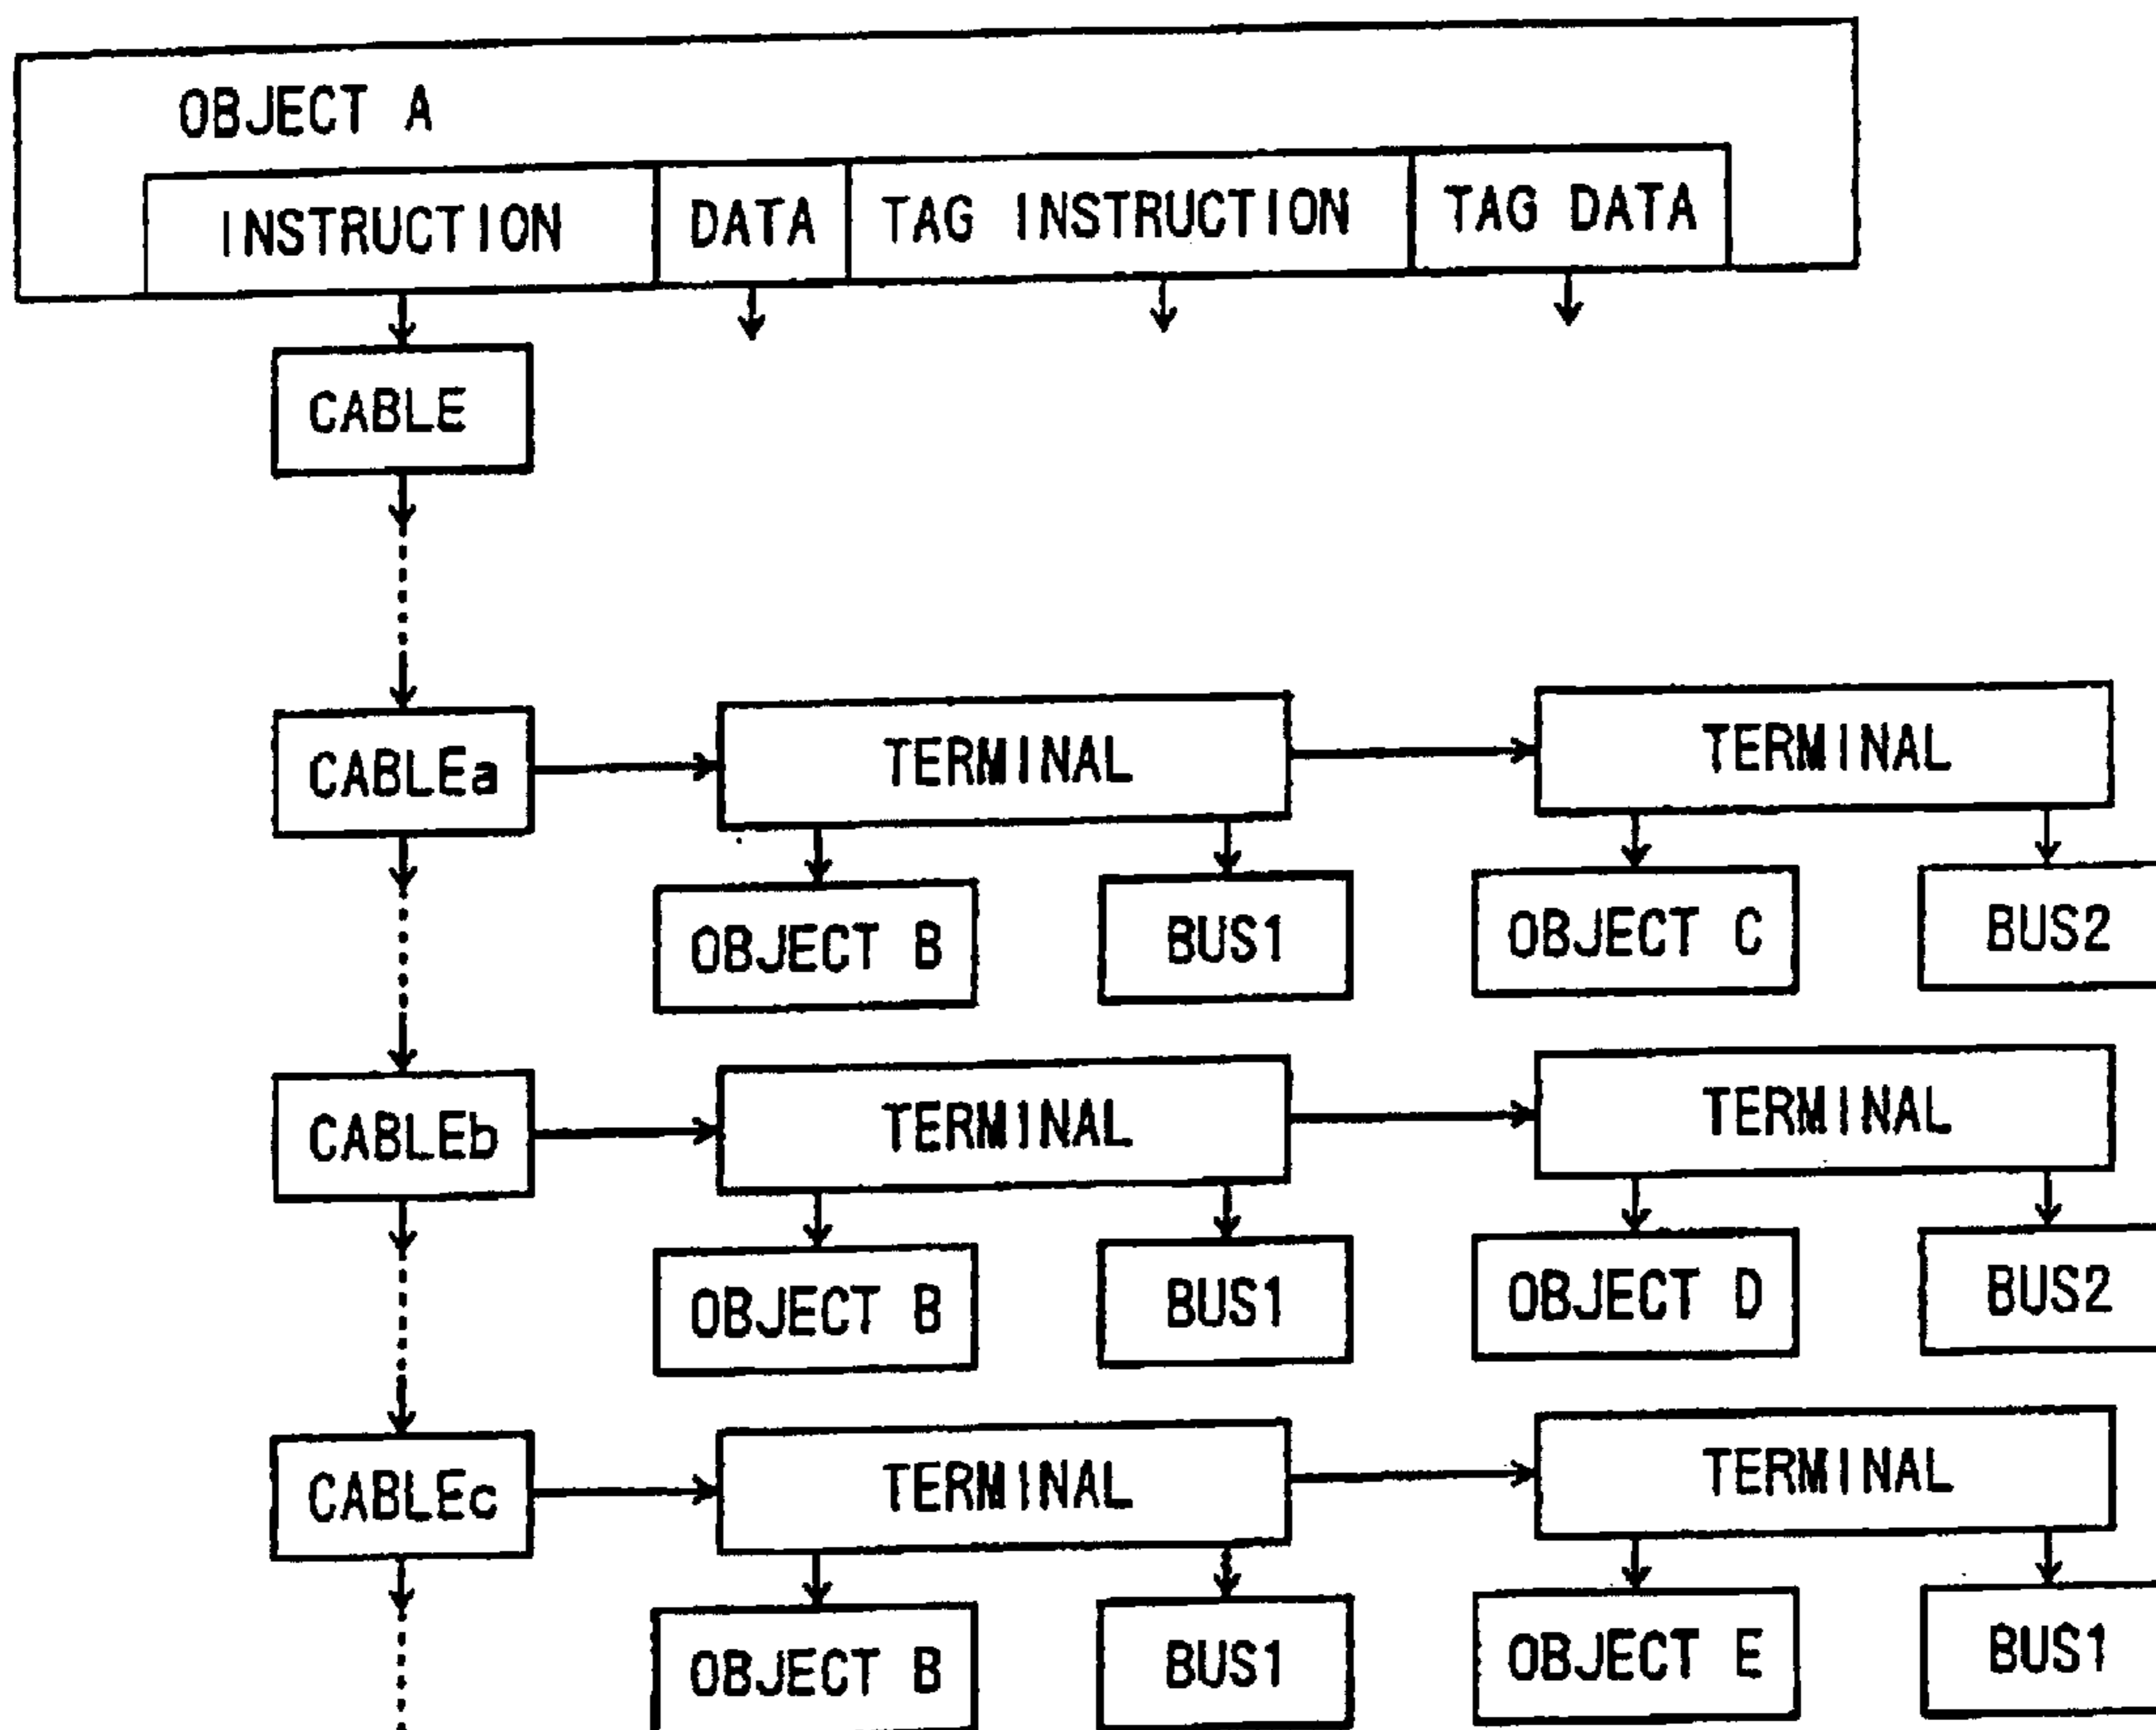 OBJECT A
INSTRUCTION DATA TAG INSTRUCTION TAG DATA
CABLE
CABLEa TERMINAL TERMINAL
OBJECT B BUS1 OBJECT C BUS2
CABLEb TERMINAL TERMINAL
OBJECT B BUS1 OBJECT D BUS2
CABLEc TERMINAL TERMINAL
OBJECT B BUS1 OBJECT E BUS1